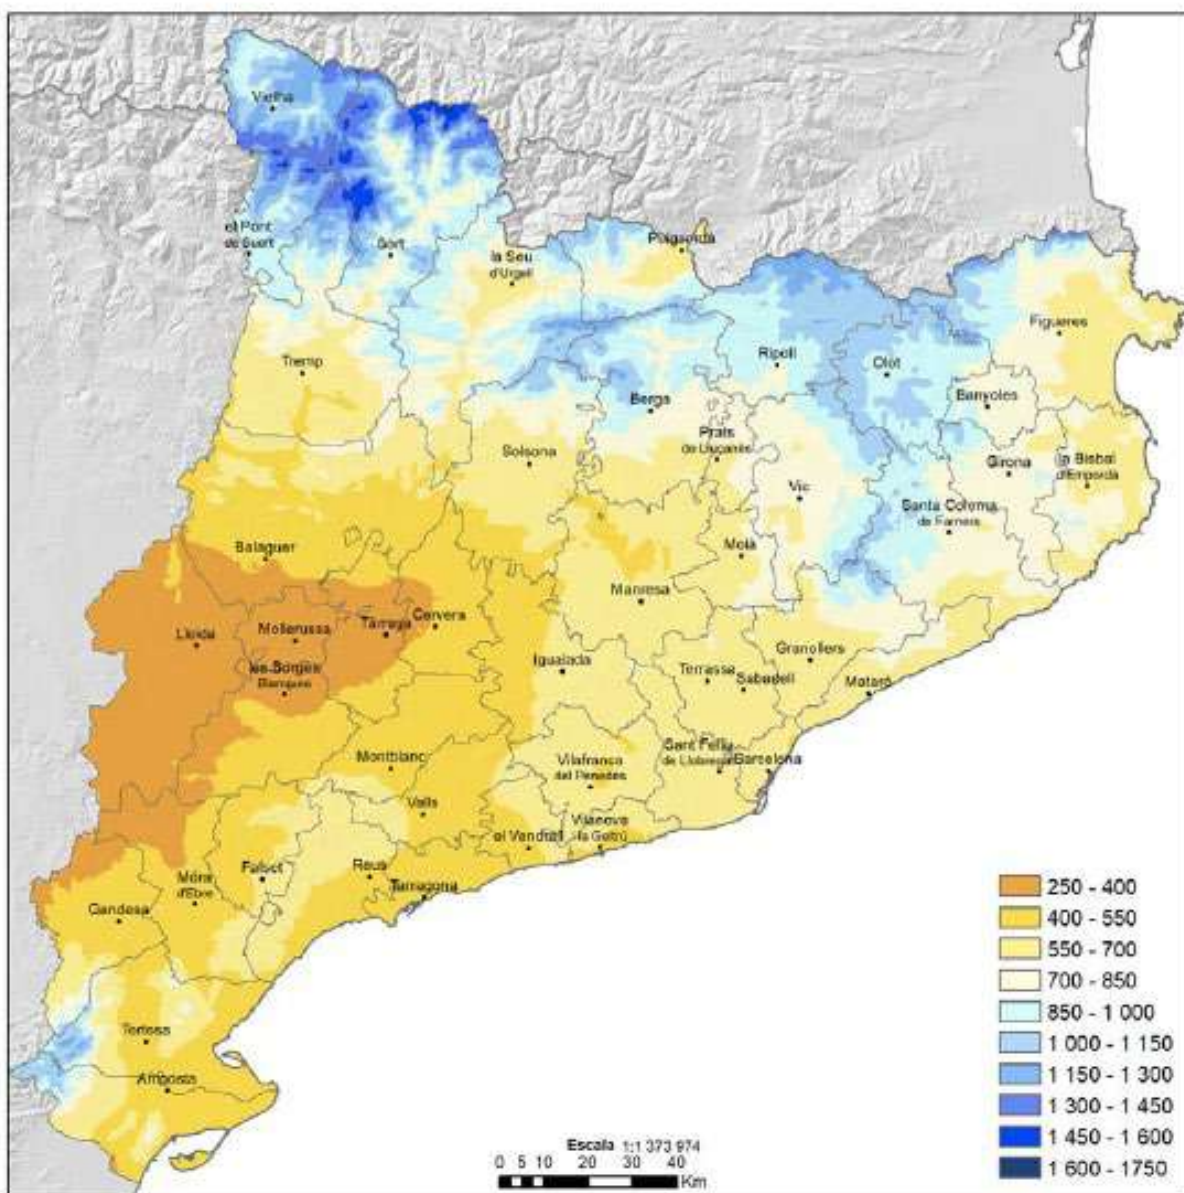 Vielha
el Pont
de Suert
Sort
la Seu
d'Urgell
Puigcerdà
Figueres
Tremp
Ripoll
Olot
Berga
Banyoles
Prats
de Lluçanès
Solsona
Girona
la Bisbal
d'Empordà
Vic
Santa Coloma
de Farners
Balaguer
Moià
Manresa
Cervera
Lleida
Mollerussa
Tàrrega
les Borges
Blanques
Igualada
Granollers
Terrassa
Sabadell
Mataró
Montblanc
Vilafranca
del Penedès
Sant Feliu
de Llobregat
Barcelona
Valls
el Vendrell
Vilanova
i la Geltrú
Falset
Reus
Móra
d'Ebre
Tarragona
Gandesa
Tortosa
Amposta
250 - 400
400 - 550
550 - 700
700 - 850
850 - 1 000
1 000 - 1 150
1 150 - 1 300
1 300 - 1 450
1 450 - 1 600
1 600 - 1750
Escala 1:1 373 974
0 5 10 20 30 40
Km